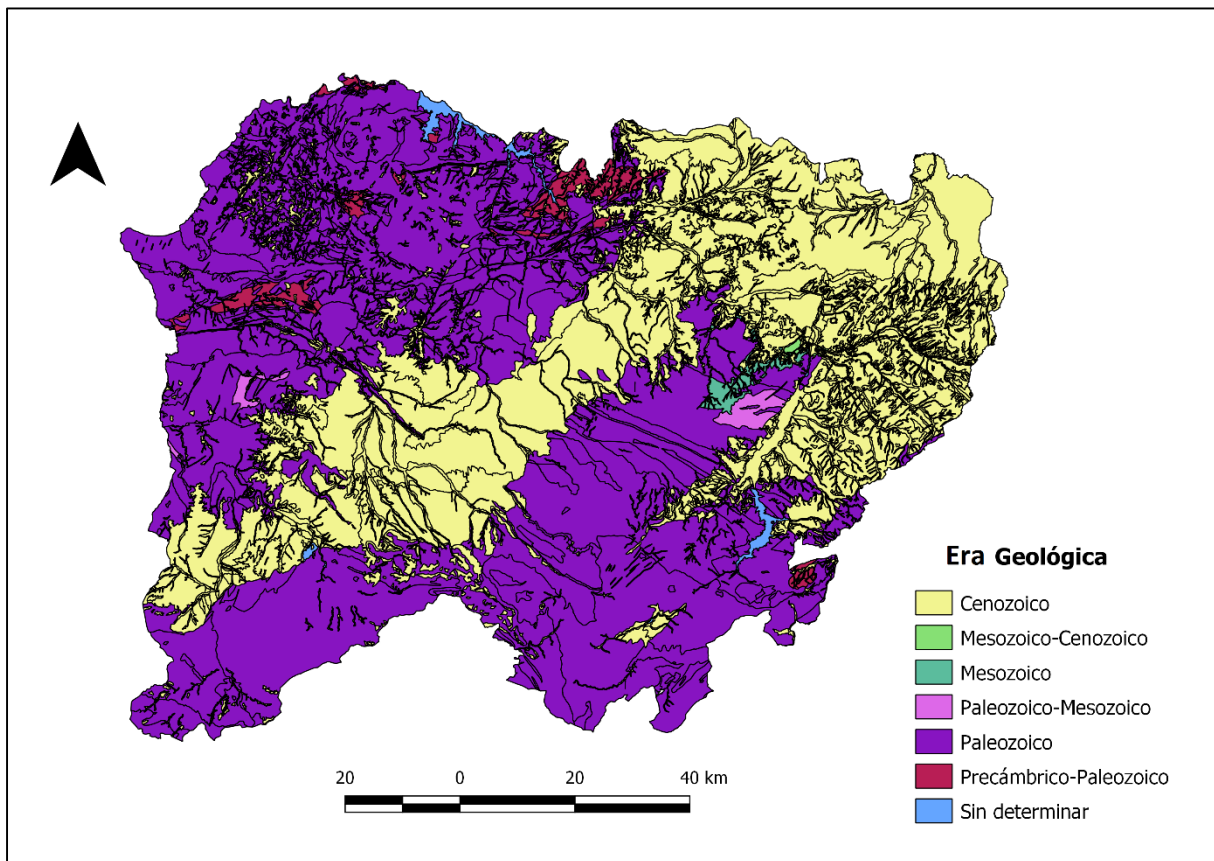 Era Geológica
Cenozoico
Mesozoico-Cenozoico
Mesozoico
Paleozoico-Mesozoico
Paleozoico
Precámbrico-Paleozoico
Sin determinar
20 0 20 40 km